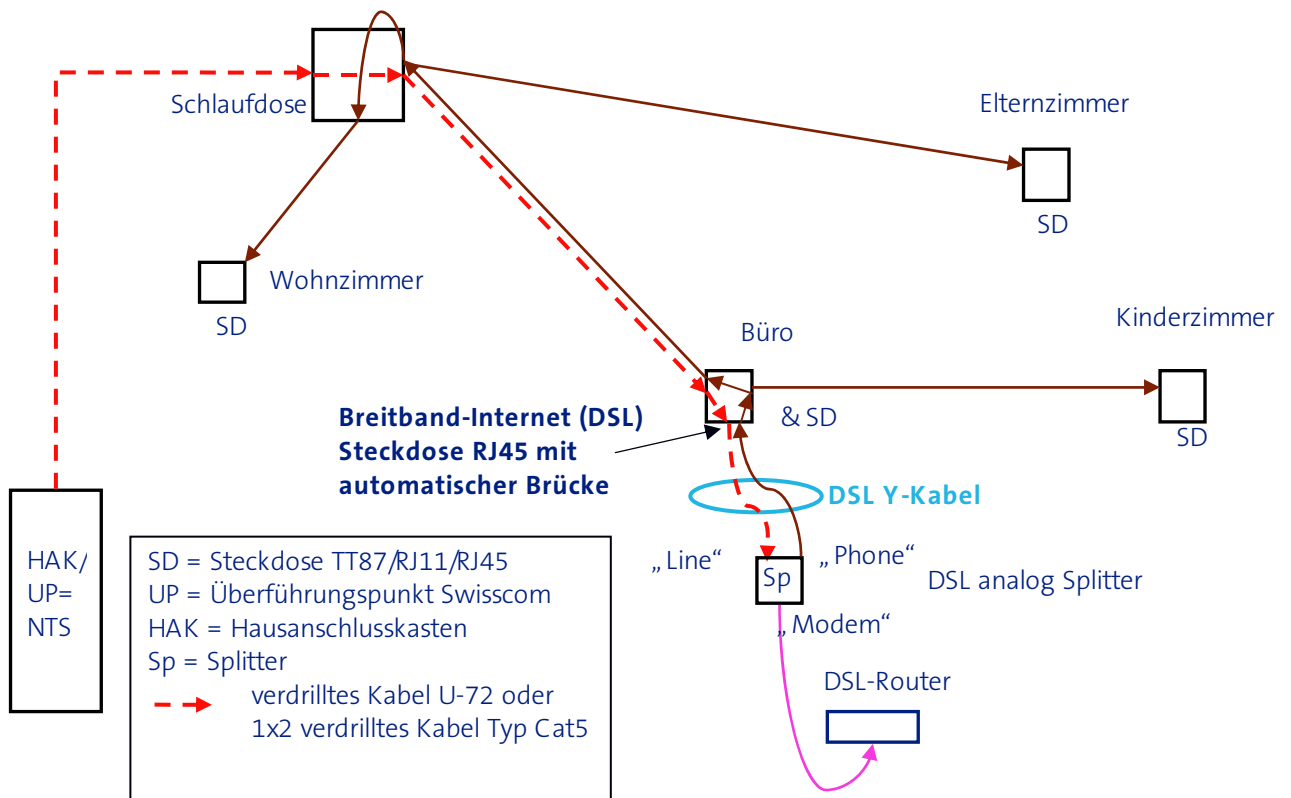 Schlaufdose
Elternzimmer
SD
Wohnzimmer
SD
Büro
Kinderzimmer
& SD
SD
Breitband-Internet (DSL)
Steckdose RJ45 mit
automatischer Brücke
DSL Y-Kabel
HAK/
UP=
NTS
SD = Steckdose TT87/RJ11/RJ45
UP = Überführungspunkt Swisscom
HAK = Hausanschlusskasten
Sp = Splitter
verdrilltes Kabel U-72 oder
1x2 verdrilltes Kabel Typ Cat5
„Line“
Sp
„Phone“
DSL analog Splitter
„Modem“
DSL-Router